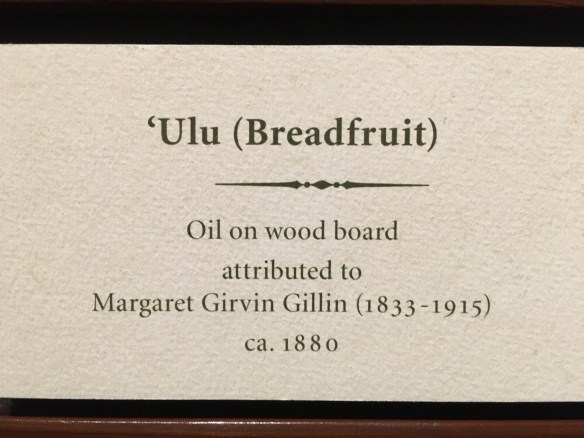 ‘Ulu (Breadfruit)
Oil on wood board
attributed to
Margaret Girvin Gillin (1833-1915)
ca. 1880